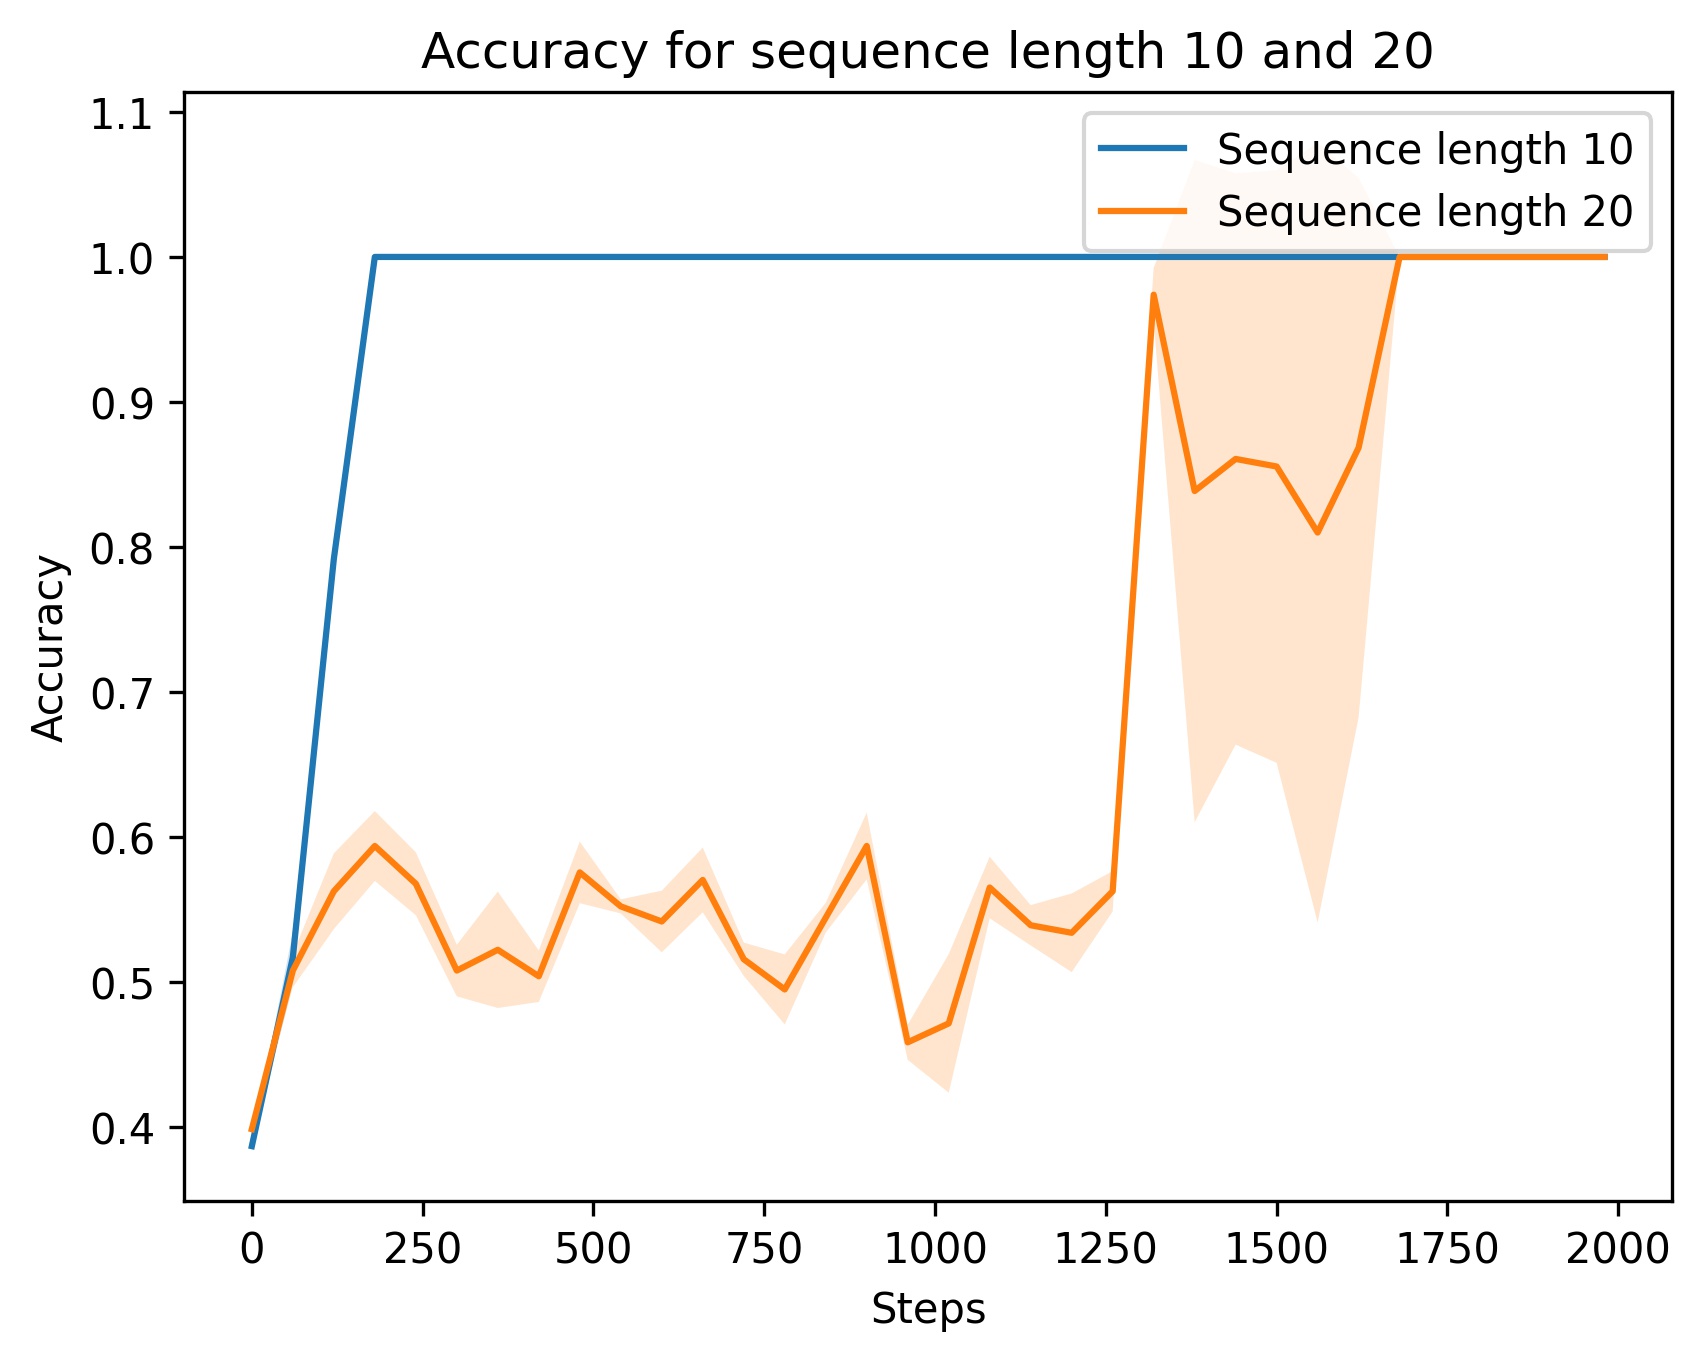 Accuracy for sequence length 10 and 20
1.1
1.0
0.9
0.8
0.7
0.6
0.5
0.4
Accuracy
Sequence length 10
Sequence length 20
0 250 500 750 1000 1250 1500 1750 2000
Steps